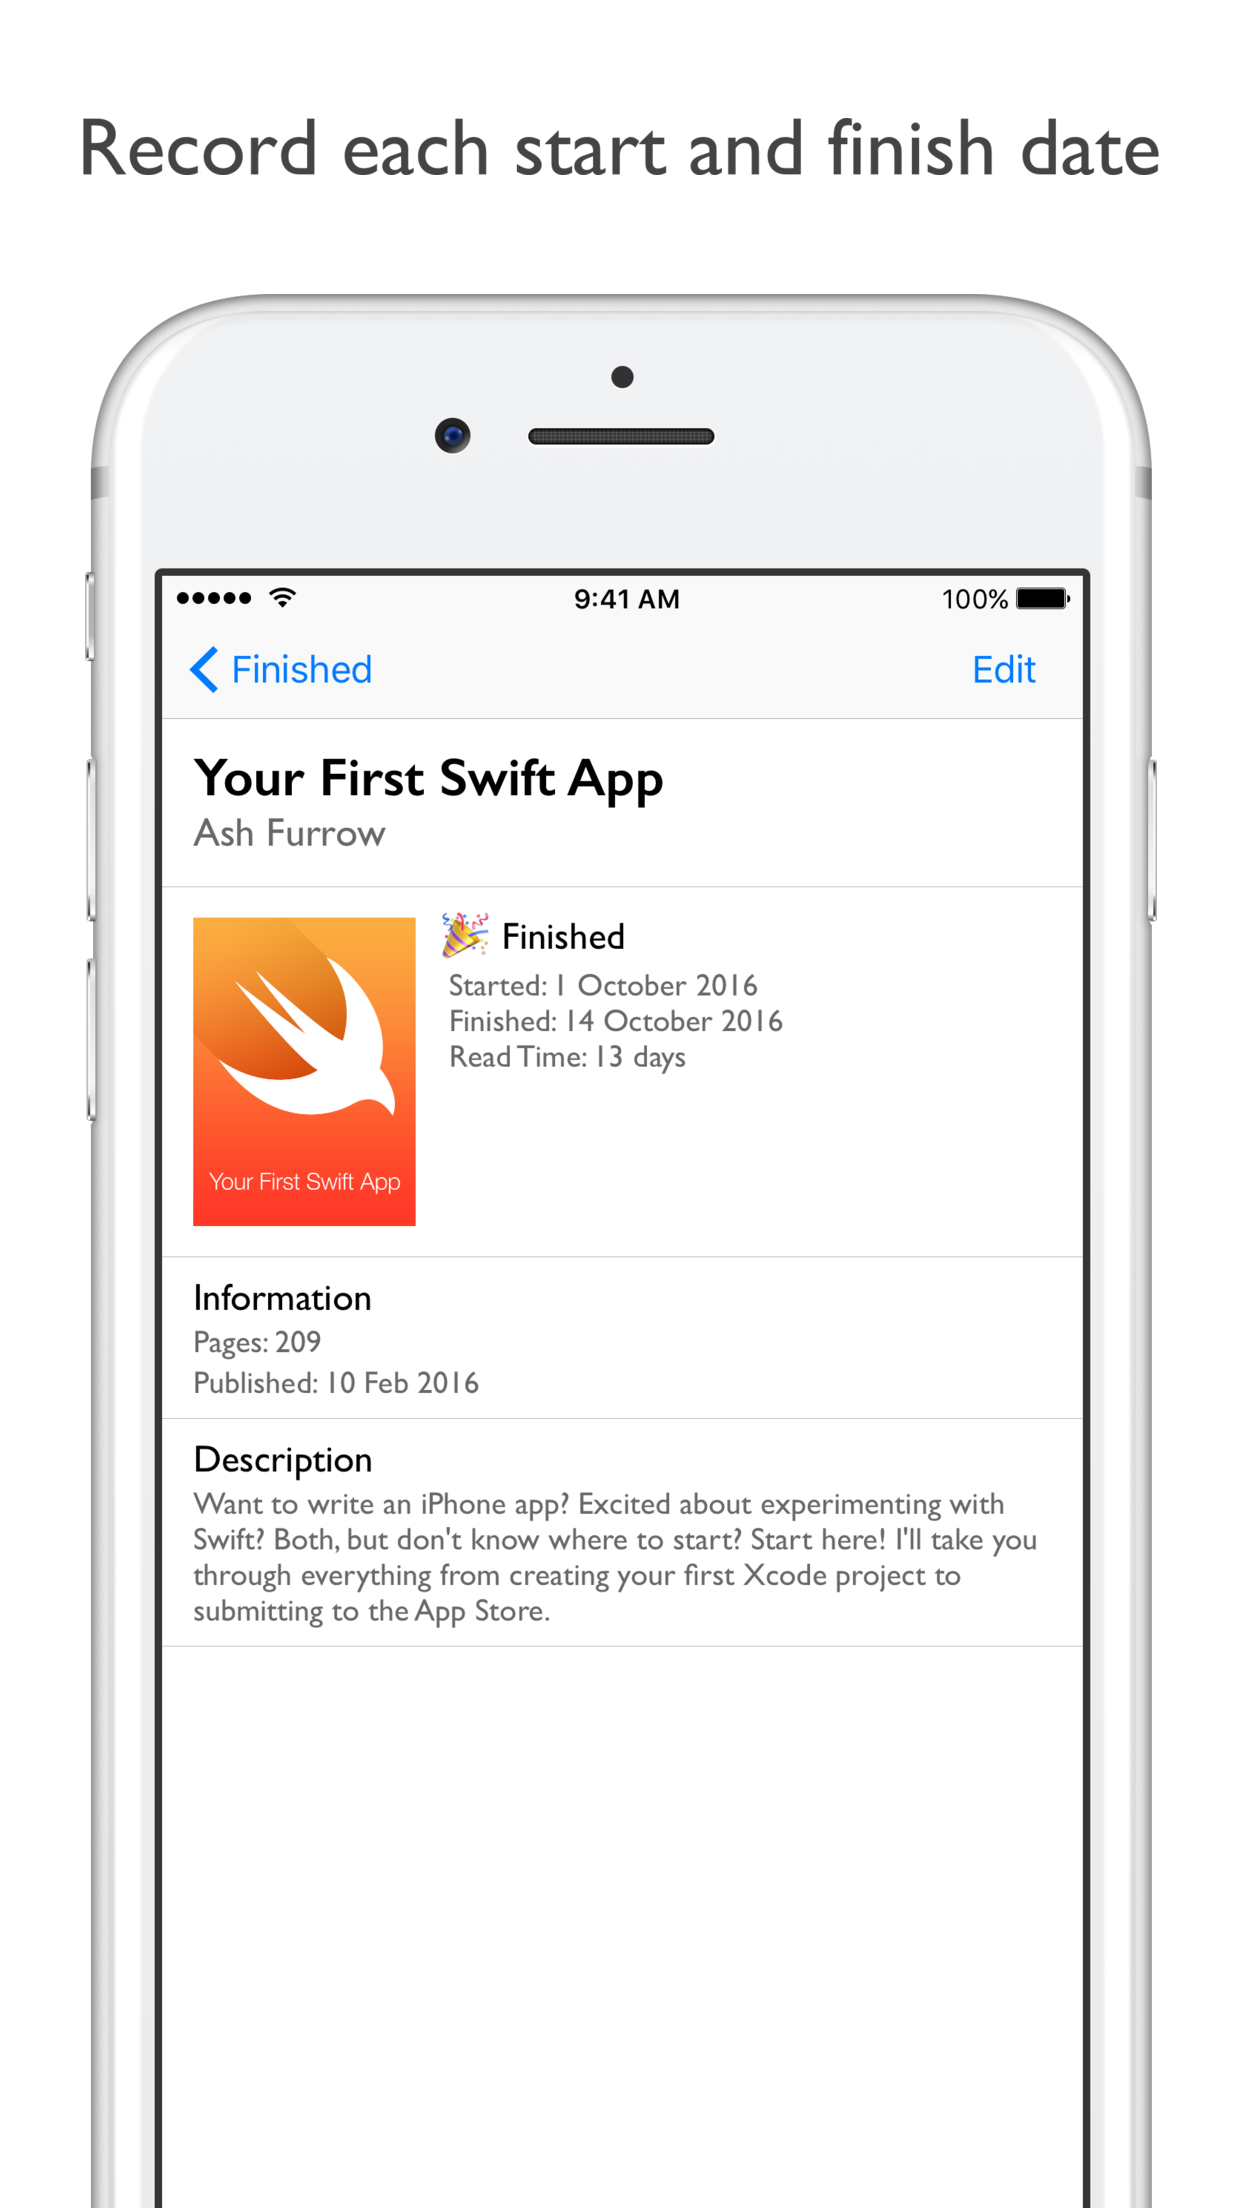 Record each start and finish date
9:41 AM
100%
Finished
Edit
Your First Swift App
Ash Furrow
Finished
Started: 1 October 2016
Finished: 14 October 2016
Read Time: 13 days
Your First Swift App
Information
Pages: 209
Published: 10 Feb 2016
Description
Want to write an iPhone app? Excited about experimenting with
Swift? Both, but don't know where to start? Start here! I'll take you
through everything from creating your first Xcode project to
submitting to the App Store.